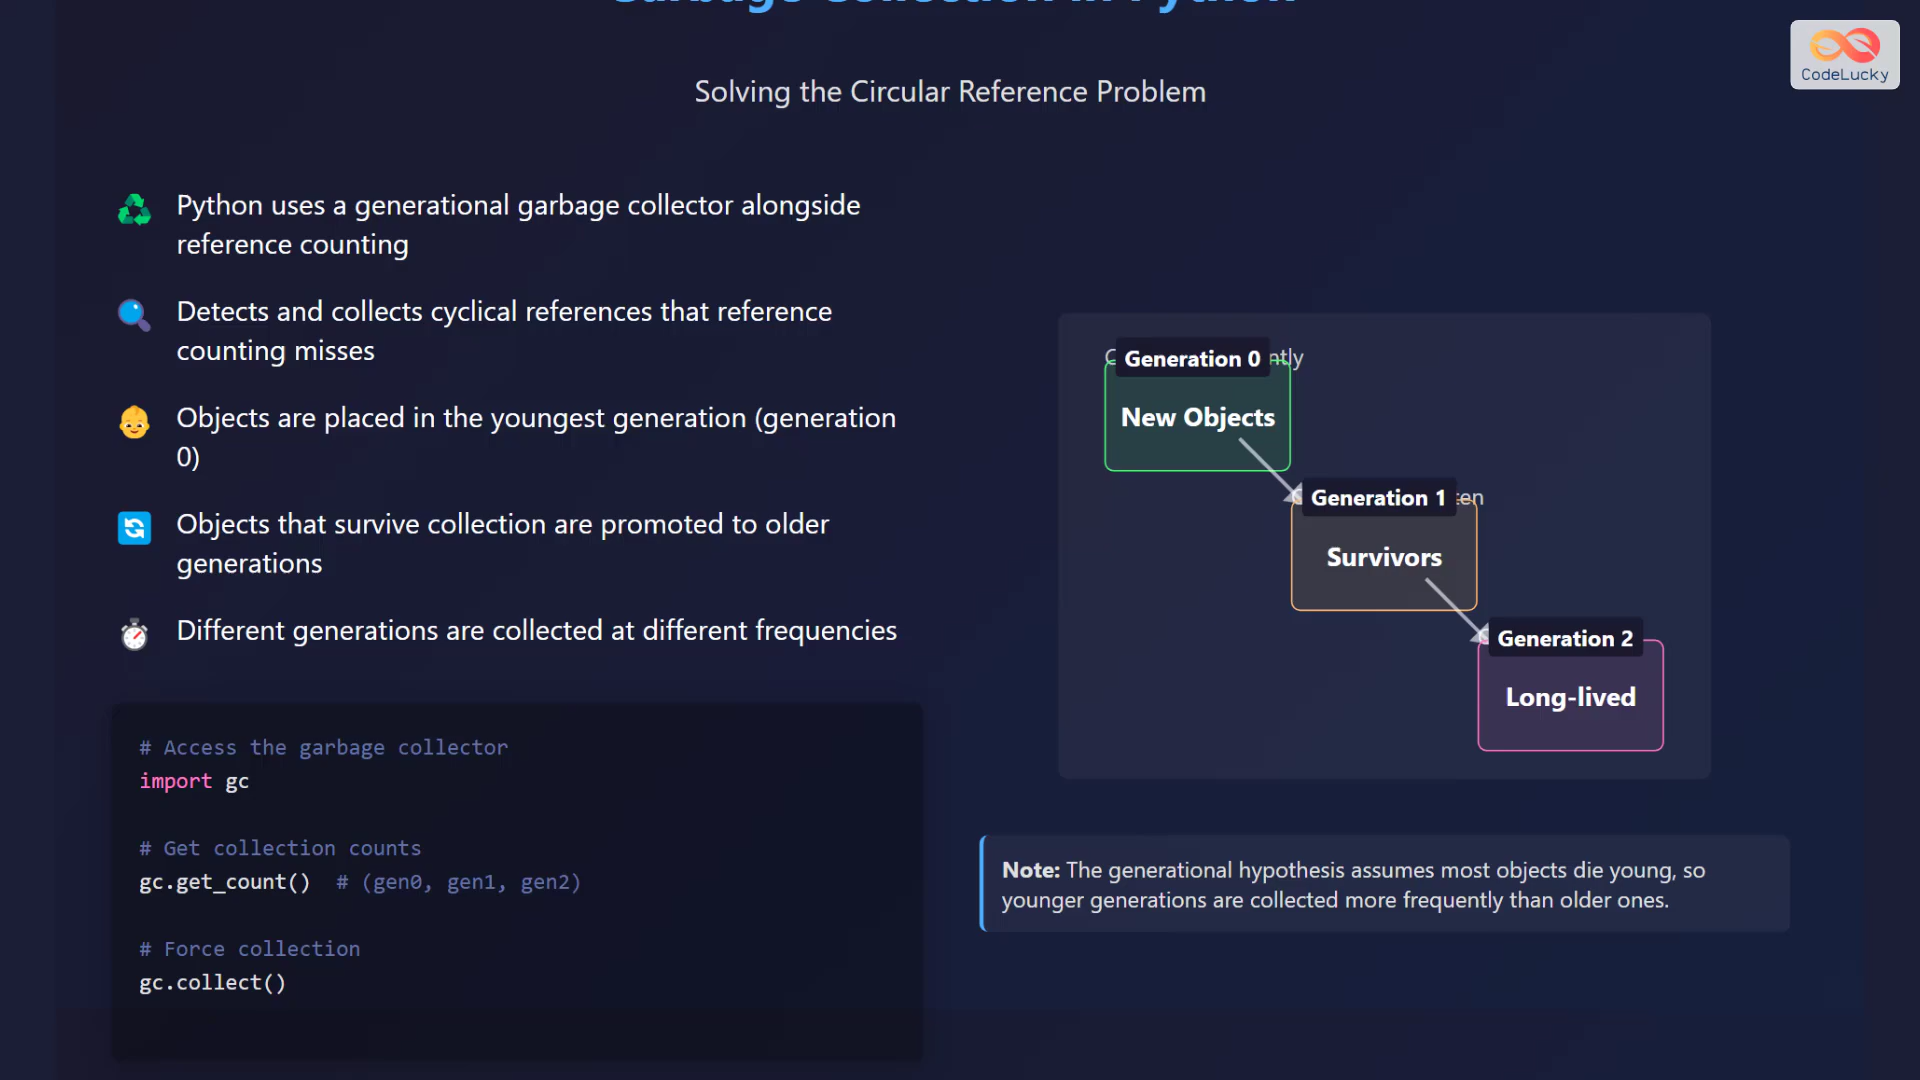 Garbage Collection in Python
CodeLucky
Solving the Circular Reference Problem
Python uses a generational garbage collector alongside
reference counting
Detects and collects cyclical references that reference
counting misses
Objects are placed in the youngest generation (generation
0)
Objects that survive collection are promoted to older
generations
Different generations are collected at different frequencies
# Access the garbage collector
import gc
# Get collection counts
gc.get_count()  # (gen0, gen1, gen2)
# Force collection
gc.collect()
Generation 0
New Objects
Generation 1
Survivors
Generation 2
Long-lived
Note: The generational hypothesis assumes most objects die young, so
younger generations are collected more frequently than older ones.